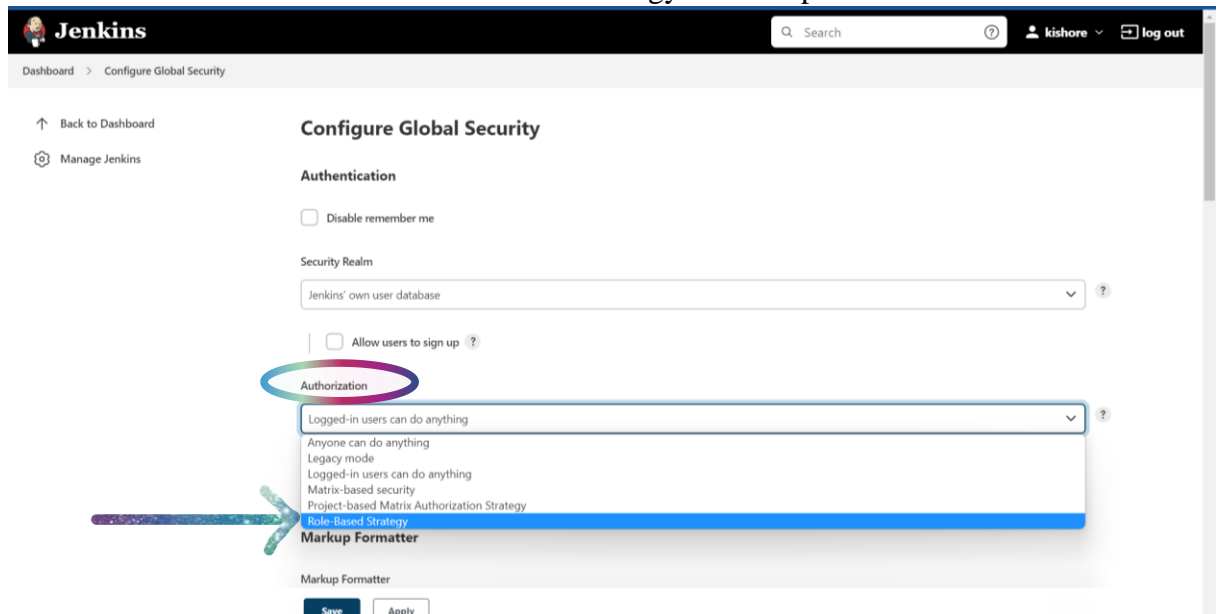 Jenkins
Search
kishore
log out
Dashboard > Configure Global Security
Back to Dashboard
Manage Jenkins
Configure Global Security
Authentication
Disable remember me
Security Realm
Jenkins' own user database
?
Allow users to sign up ?
Authorization
Logged-in users can do anything
?
Anyone can do anything
Legacy mode
Logged-in users can do anything
Matrix-based security
Project-based Matrix Authorization Strategy
Role-Based Strategy
Markup Formatter
Markup Formatter
Save
Apply